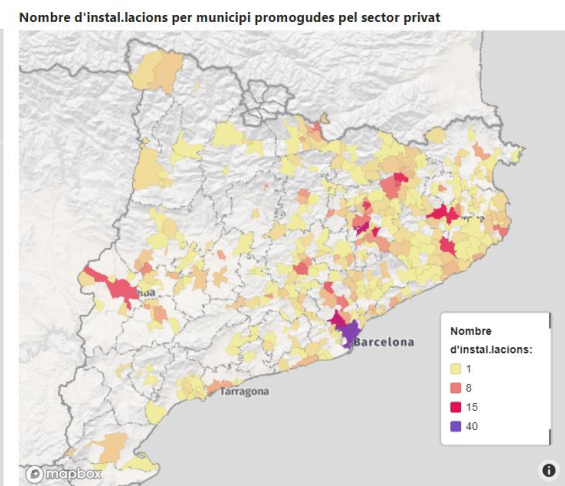 Nombre d'instal.lacions per municipi promogudes pel sector privat
Barcelona
Tarragona
Nombre
d'instal.lacions:
1
8
15
40
mapbox